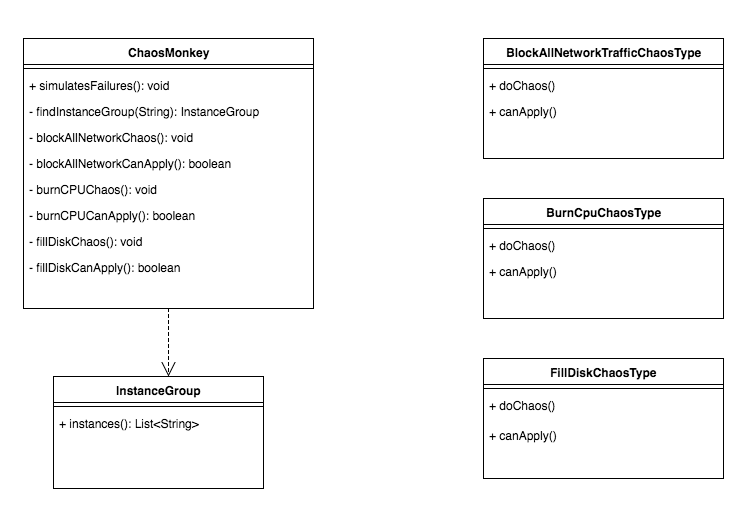 ChaosMonkey
+ simulatesFailures(): void
- findInstanceGroup(String): InstanceGroup
- blockAllNetworkChaos(): void
- blockAllNetworkCanApply(): boolean
- burnCPUChaos(): void
- burnCPUCanApply(): boolean
- fillDiskChaos(): void
- fillDiskCanApply(): boolean
InstanceGroup
+ instances(): List<String>
BlockAllNetworkTrafficChaosType
+ doChaos()
+ canApply()
BurnCpuChaosType
+ doChaos()
+ canApply()
FillDiskChaosType
+ doChaos()
+ canApply()